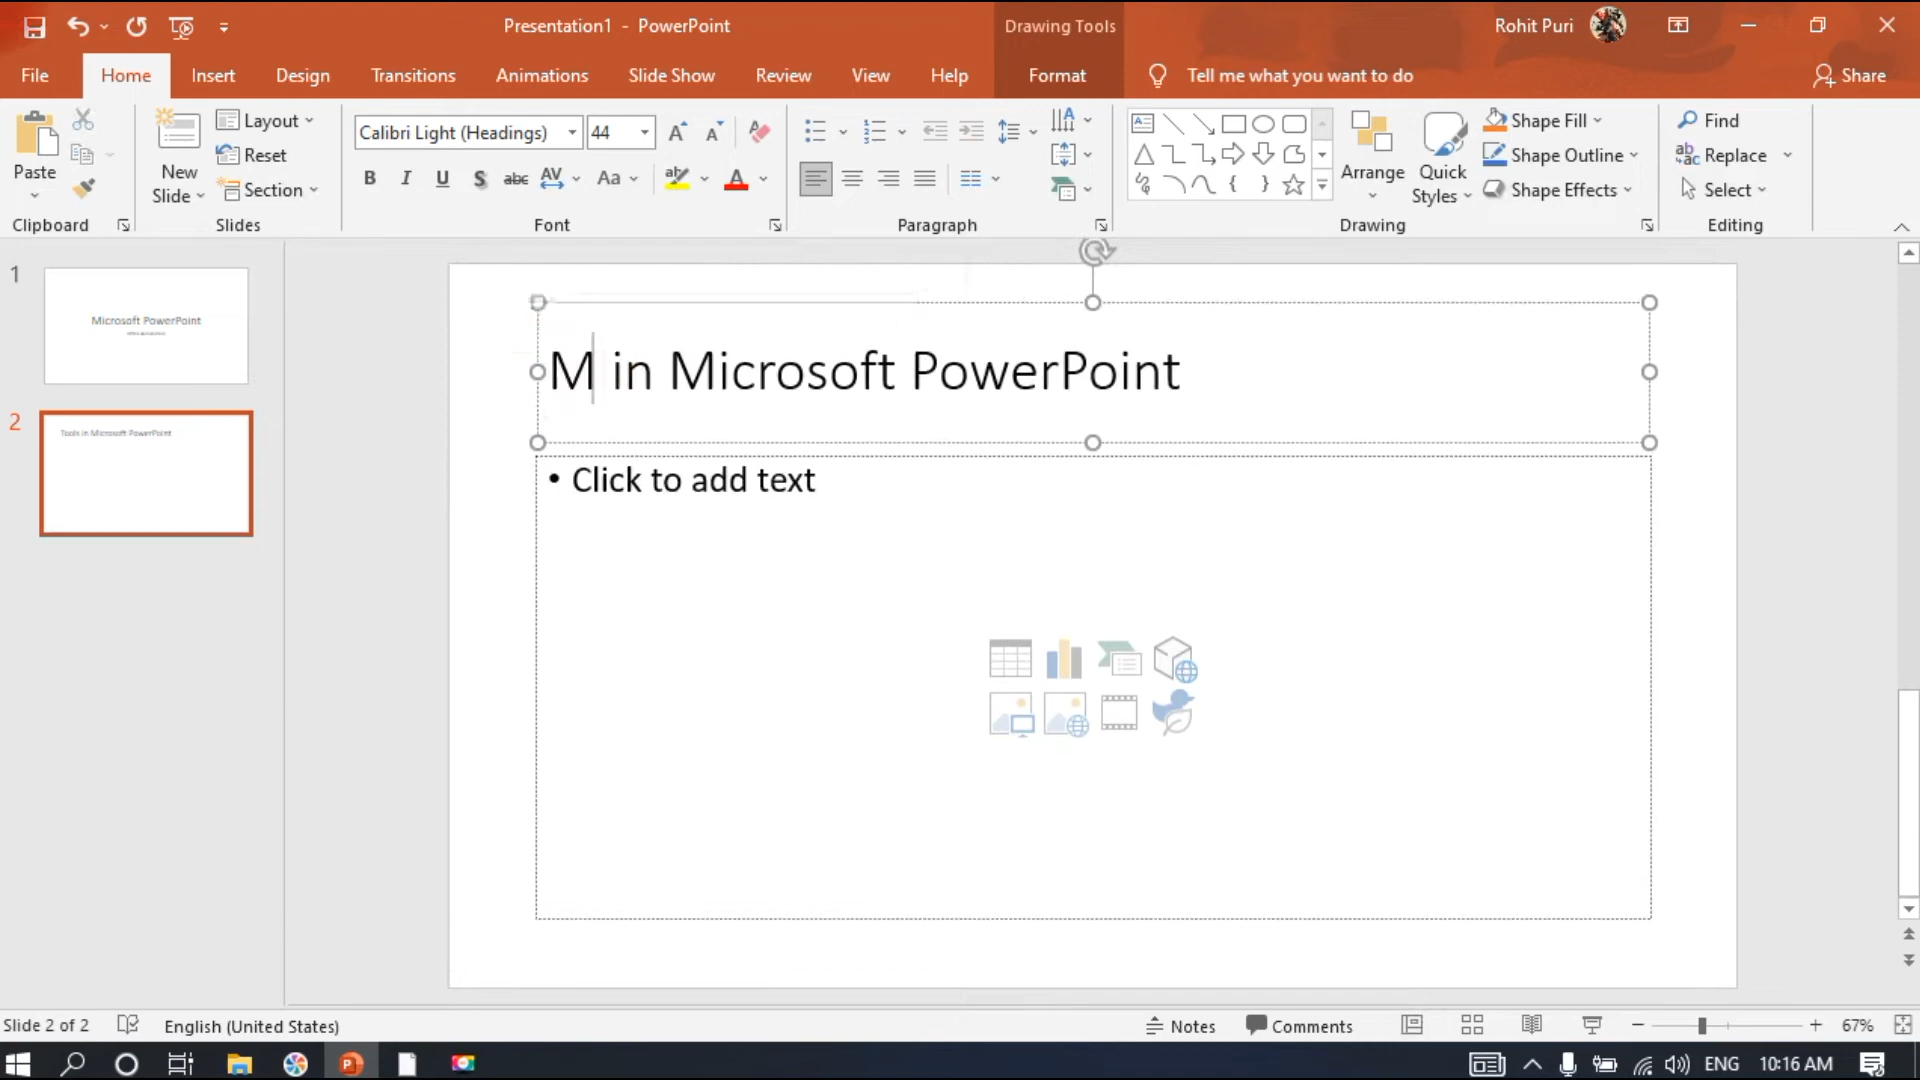 Presentation1 - PowerPoint
Drawing Tools
Rohit Puri
File
Home
Insert
Design
Transitions
Animations
Slide Show
Review
View
Help
Format
Tell me what you want to do
Share
Paste
Clipboard
New
Slide
Layout
Reset
Section
Slides
Calibri Light (Headings)
44
Font
Paragraph
Arrange
Quick
Styles
Shape Fill
Shape Outline
Shape Effects
Drawing
Find
Replace
Select
Editing
1
Microsoft PowerPoint
2
Tools in Microsoft PowerPoint
M in Microsoft PowerPoint
• Click to add text
Slide 2 of 2
English (United States)
Notes
Comments
67%
ENG
10:16 AM